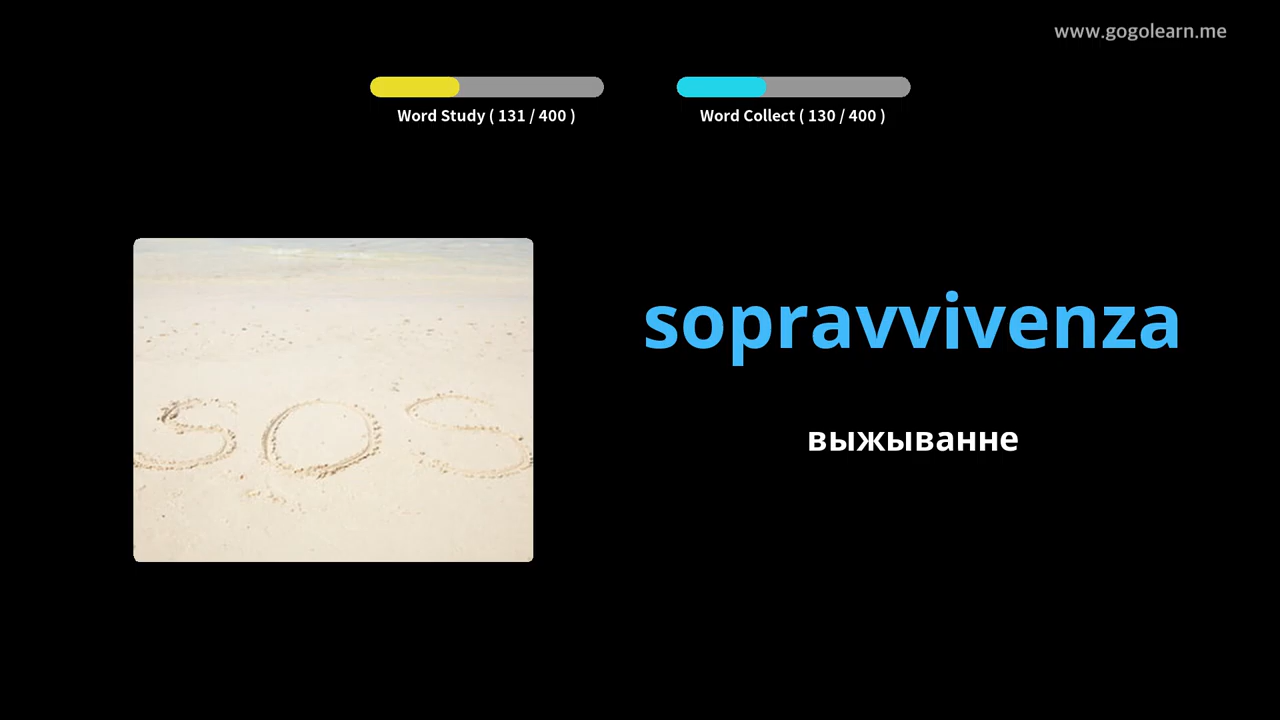 www.gogolearn.me
Word Study ( 131 / 400 )
Word Collect ( 130 / 400 )
SOS
sopravvivenza
выжыванне